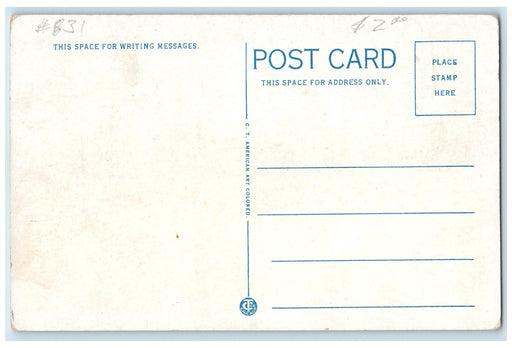 #831
$2.00
THIS SPACE FOR WRITING MESSAGES.
POST CARD
THIS SPACE FOR ADDRESS ONLY.
PLACE
STAMP
HERE
C. T. AMERICAN ART COLORED.